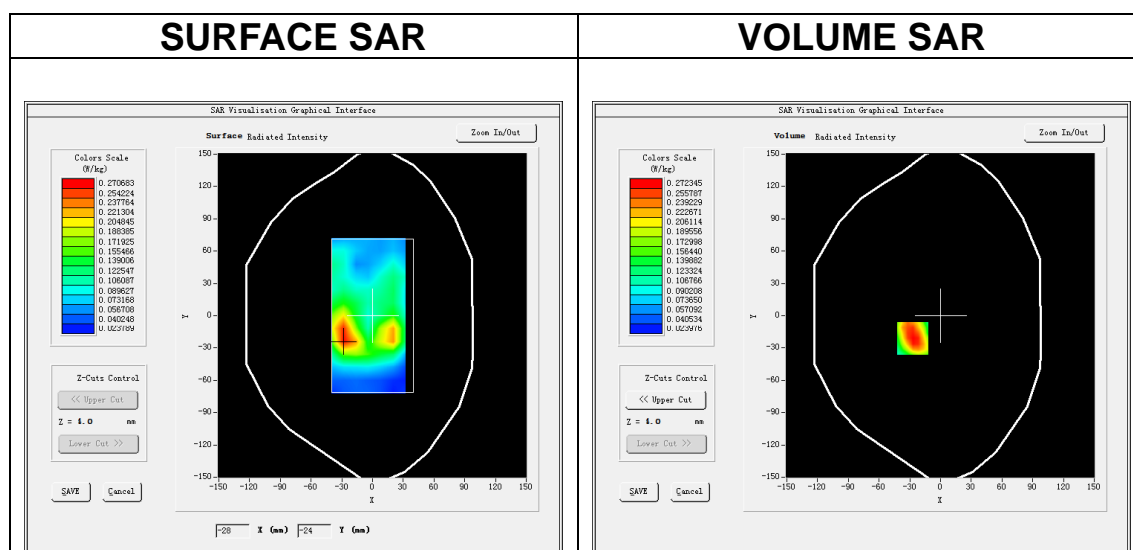 SURFACE SAR
VOLUME SAR
SAR Visualisation Graphical Interface
Surface Radiated Intensity
Zoom In/Out
Colors Scale
(W/kg)
0.270683
0.254224
0.237764
0.221304
0.204845
0.188385
0.171925
0.155466
0.139006
0.122547
0.106087
0.089627
0.073168
0.056708
0.040248
0.023789
Z-Cuts Control
<< Upper Cut
Z = 4.0 mm
Lower Cut >>
SAVE
Cancel
150
120
90
60
30
0
-30
-60
-90
-120
-150
Y
-150 -120 -90 -60 -30 0 30 60 90 120 150
X
-28 X (mm) -24 Y (mm)
SAR Visualisation Graphical Interface
Volume Radiated Intensity
Zoom In/Out
Colors Scale
(W/kg)
0.272345
0.255787
0.239229
0.222671
0.206114
0.189556
0.172998
0.156440
0.139882
0.123324
0.106766
0.090208
0.073650
0.057092
0.040534
0.023976
Z-Cuts Control
<< Upper Cut
Z = 4.0 mm
Lower Cut >>
SAVE
Cancel
150
120
90
60
30
0
-30
-60
-90
-120
-150
Y
-150 -120 -90 -60 -30 0 30 60 90 120 150
X